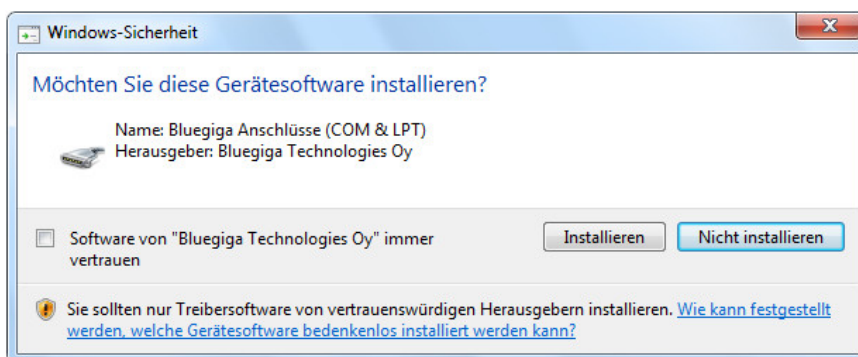 Windows-Sicherheit
Möchten Sie diese Gerätesoftware installieren?
Name: Bluegiga Anschlüsse (COM & LPT)
Herausgeber: Bluegiga Technologies Oy
Software von "Bluegiga Technologies Oy" immer
vertrauen
Installieren
Nicht installieren
Sie sollten nur Treibersoftware von vertrauenswürdigen Herausgebern installieren. Wie kann festgestellt
werden, welche Gerätesoftware bedenkenlos installiert werden kann?